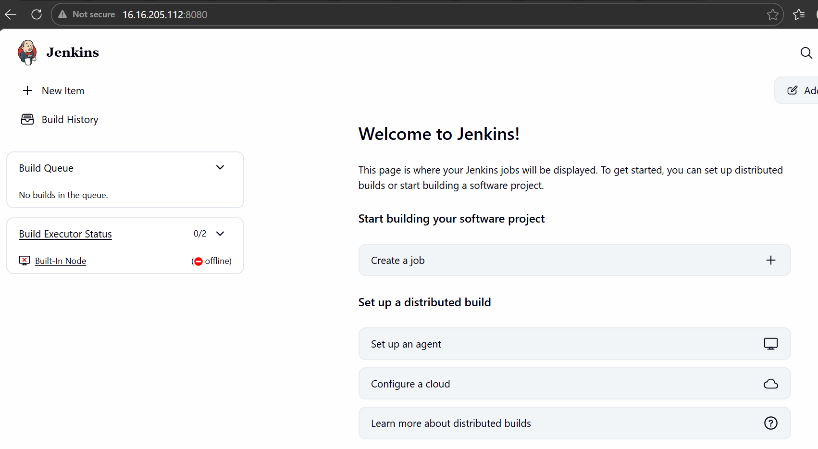 Not secure 16.16.205.112:8080
Jenkins
New Item
Build History
Build Queue
No builds in the queue.
Build Executor Status 0/2
Built-In Node (offline)
Add
Welcome to Jenkins!
This page is where your Jenkins jobs will be displayed. To get started, you can set up distributed
builds or start building a software project.
Start building your software project
Create a job
Set up a distributed build
Set up an agent
Configure a cloud
Learn more about distributed builds